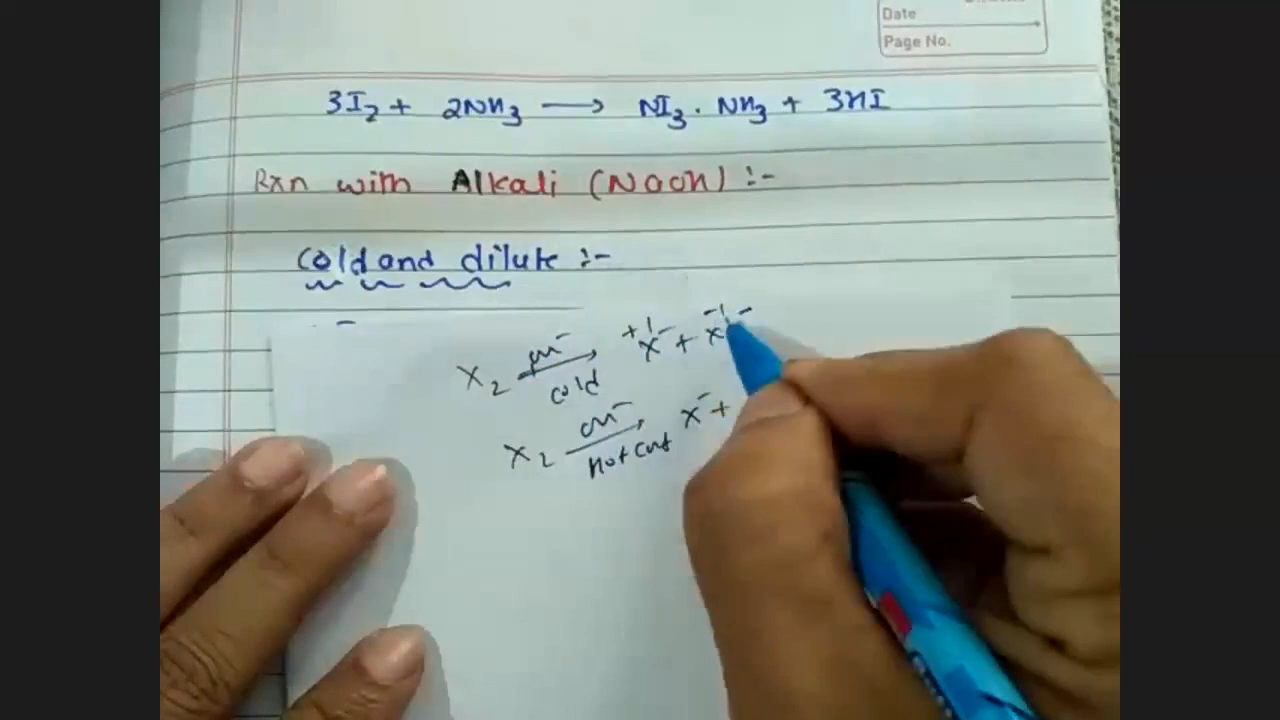 Date
Page No.
3I₂ + 2NH₃ → NI₃ · NH₃ + 3HI
Rxn with Alkali (NaOH) :-
Cold and dilute :-
X₂ OH⁻ → cold
+1 X⁻ + -1 X⁻
X₂ OH⁻ → Hot
X⁻ +